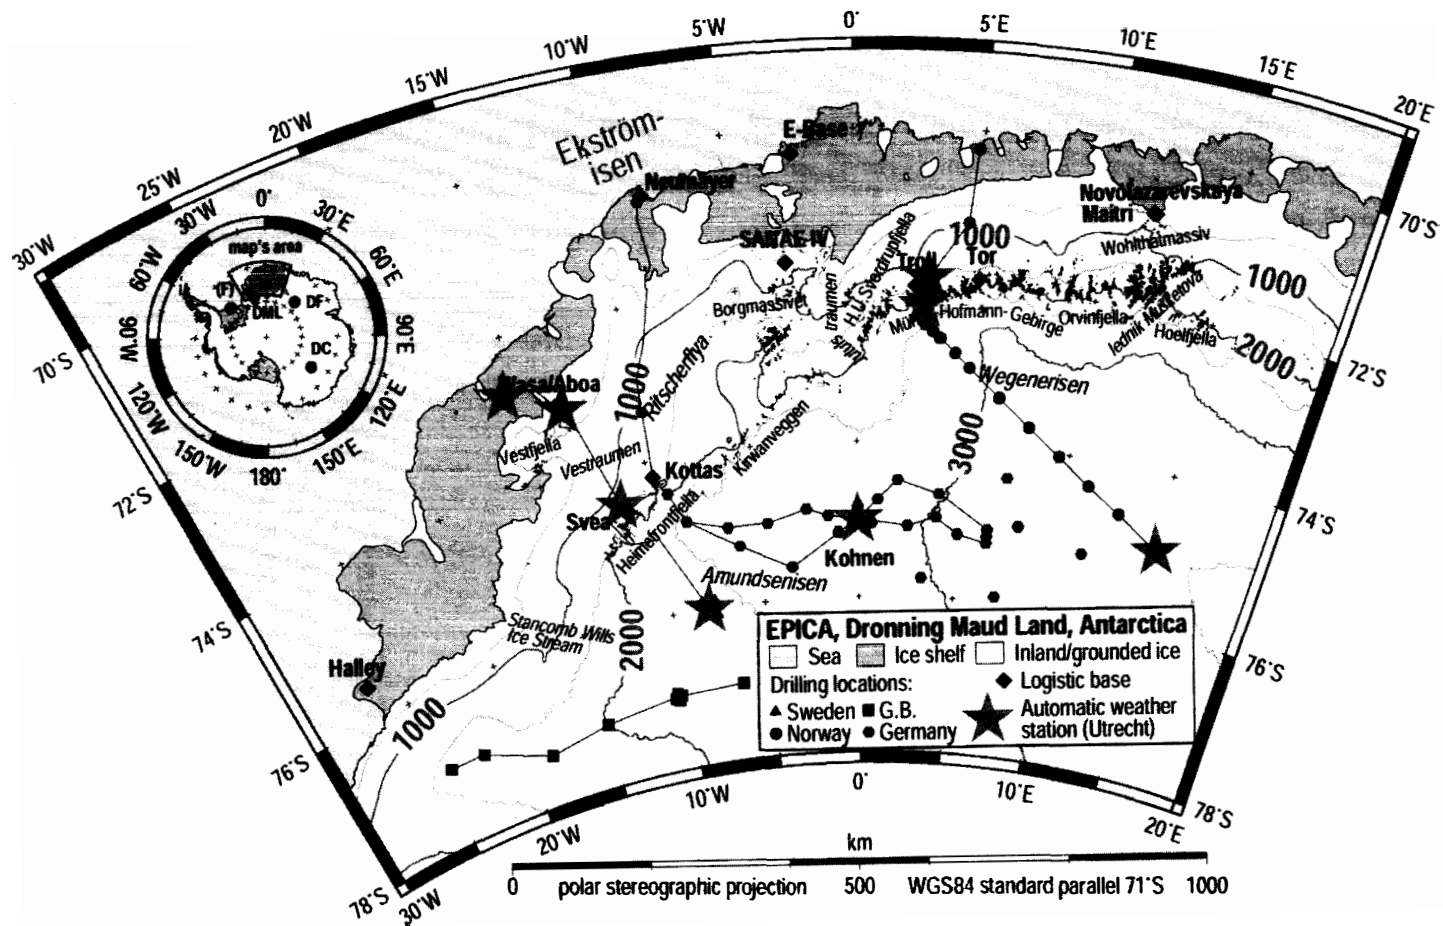 0°
5°W
5°E
10°W
10°E
15°W
15°E
20°W
20°E
25°W
30°W
Ekström-
isen
E-Base
Neumayer
Novolazarevskaya
Maitri
70°S
SANAE IV
1000
Wohlthatmassiv
Troll
Tor
H.U. Sverdrupfjella
1000
Borgmassivet
Jutulstraumen
Hofmann-Gebirge
Orvinfjella
Hoelfjella
2000
72°S
0°
30°W
30°E
map's area
60°W
60°E
(F)
DF
DML
90°W
90°E
DC
120°W
120°E
150°W
150°E
180°
70°S
Wasa/Aboa
1000
Ritscherflya
Wegenerisen
Vestfjella
Vestraumen
Kirwanveggen
3000
Kottas
72°S
74°S
Svea
Heimefrontfjella
Kohnen
Amundsenisen
Stancomb Wills
Ice Stream
2000
74°S
76°S
Halley
1000
EPICA, Dronning Maud Land, Antarctica
Sea Ice shelf Inland/grounded ice
Drilling locations: Logistic base
Sweden G.B. Automatic weather
Norway Germany station (Utrecht)
76°S
78°S
78°S
30°W
20°W
10°W
0°
10°E
20°E
km
0 polar stereographic projection 500 WGS84 standard parallel 71°S 1000